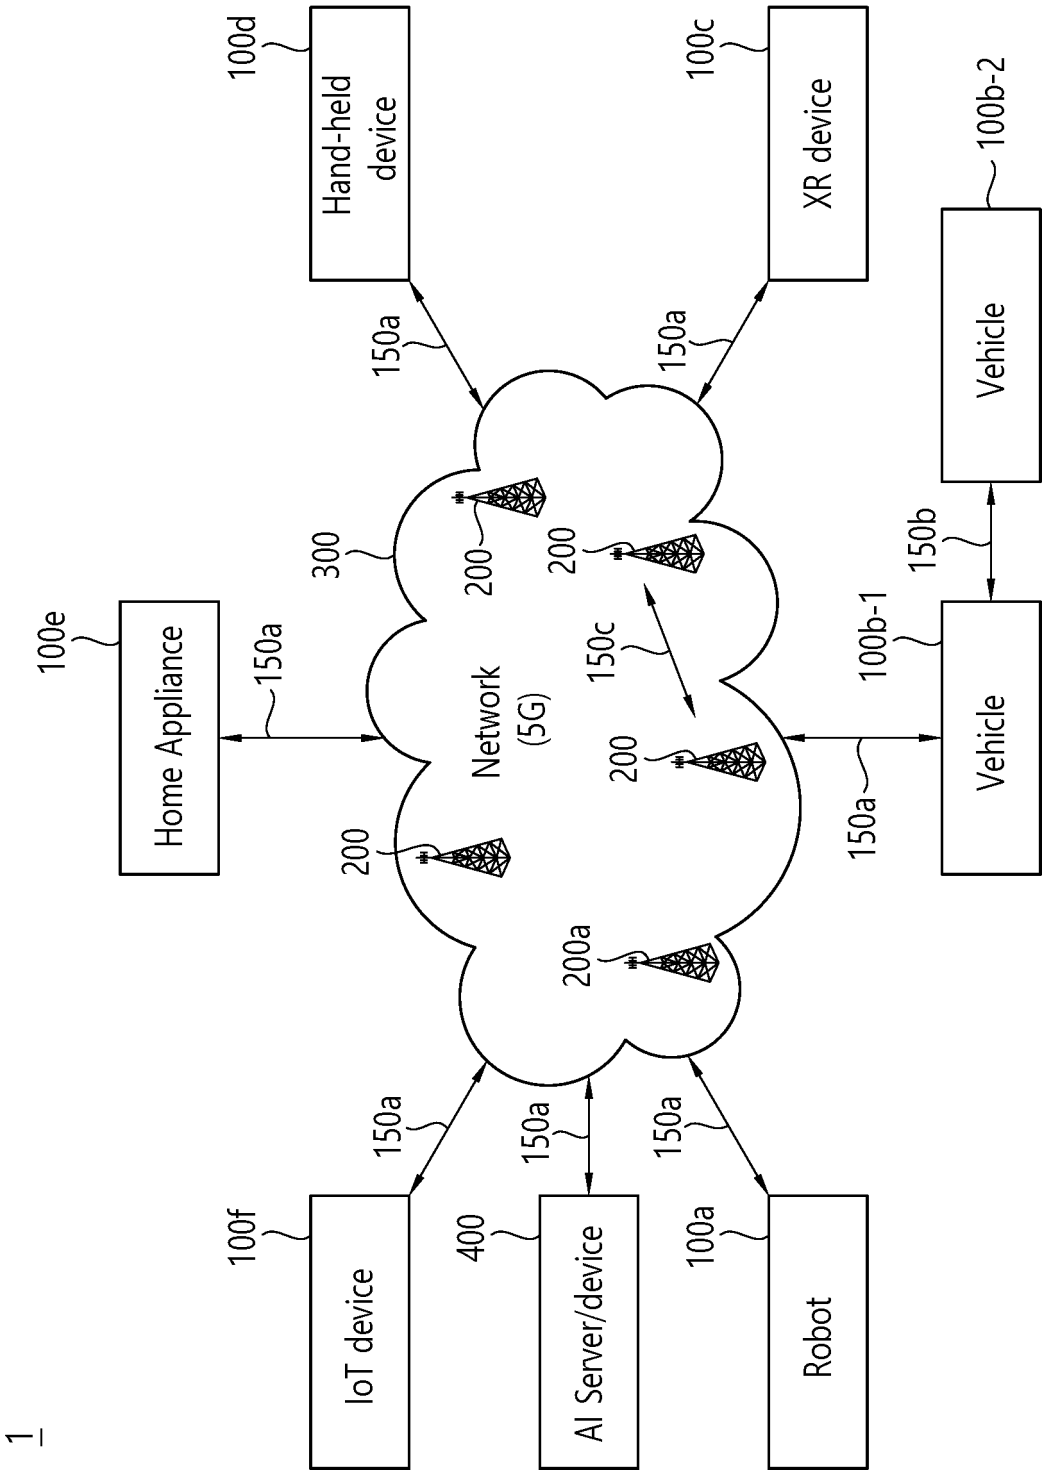 1
100e
Home Appliance
150a
100f
IoT device
150a
100d
Hand-held
device
150a
300
200
200
Network
(5G)
400
AI Server/device
150a
200a
200
150c
200
100a
Robot
150a
100c
XR device
150a
150a
100b-1
Vehicle
150b
Vehicle
100b-2